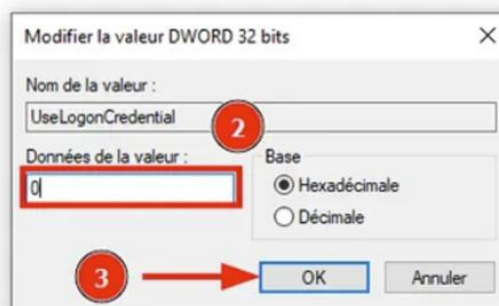 Modifier la valeur DWORD 32 bits
Nom de la valeur :
UseLogonCredential
2
Données de la valeur :
Base
0
Hexadécimale
Décimale
3
OK
Annuler